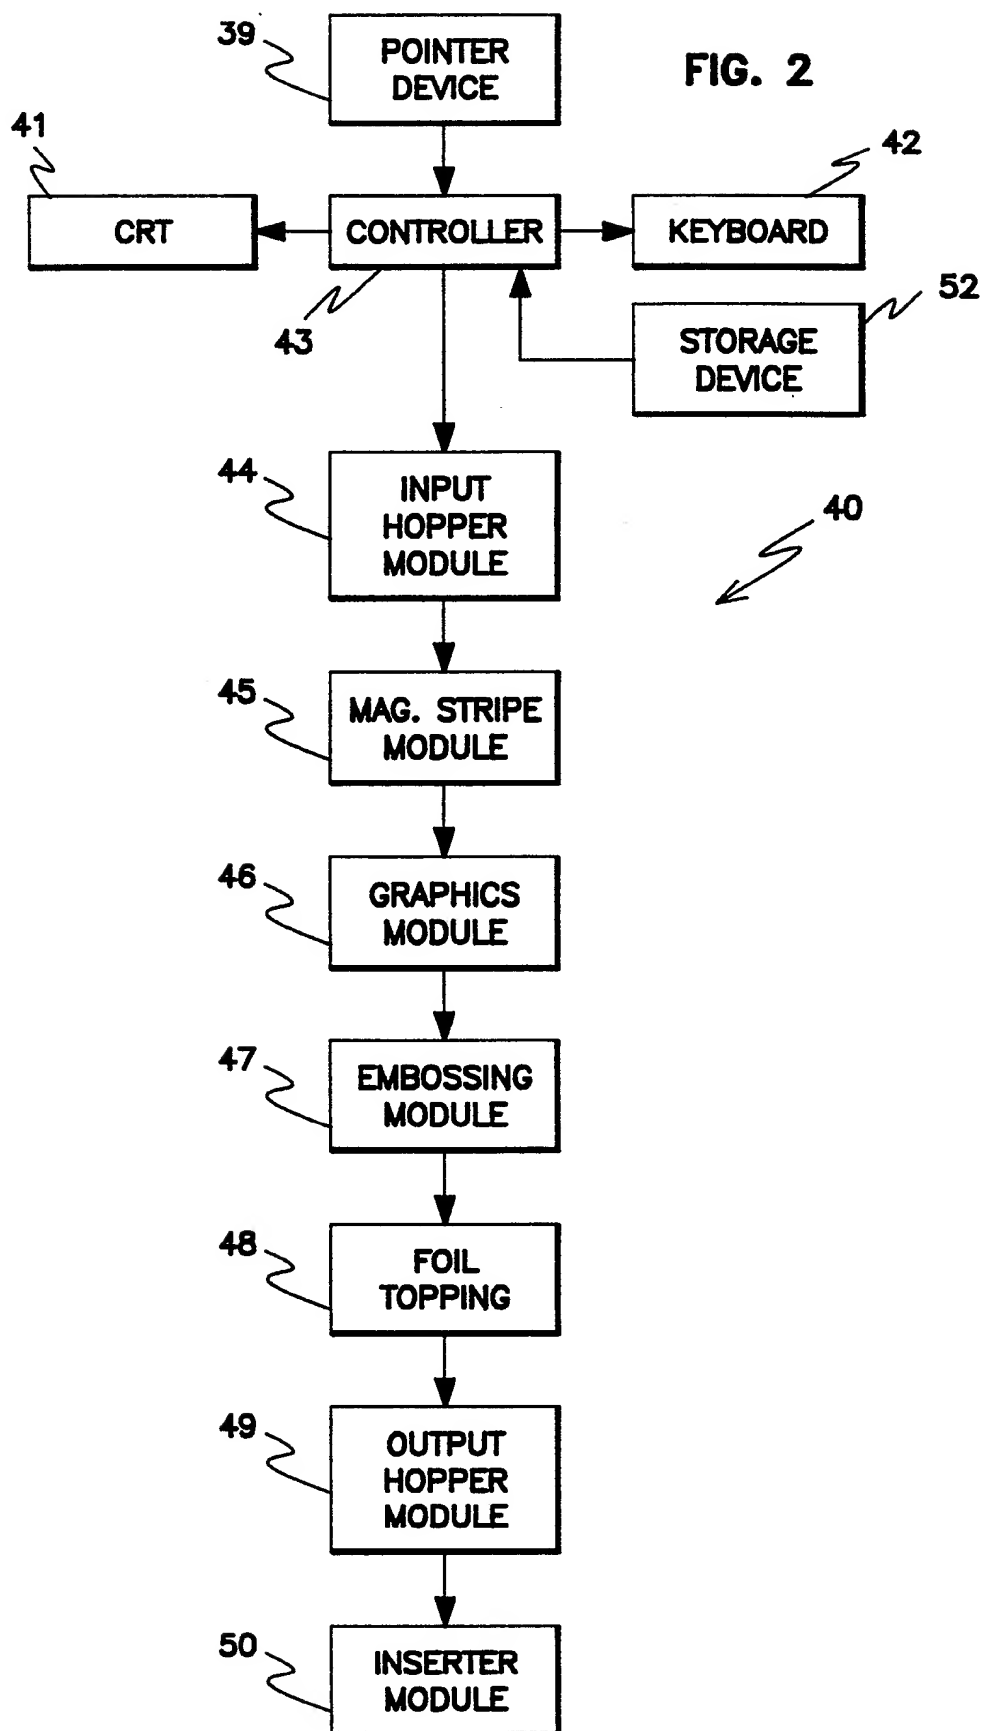 39
POINTER
DEVICE
FIG. 2
41
42
CRT
CONTROLLER
KEYBOARD
43
52
STORAGE
DEVICE
44
INPUT
HOPPER
MODULE
40
45
MAG. STRIPE
MODULE
46
GRAPHICS
MODULE
47
EMBOSSING
MODULE
48
FOIL
TOPPING
49
OUTPUT
HOPPER
MODULE
50
INSERTER
MODULE